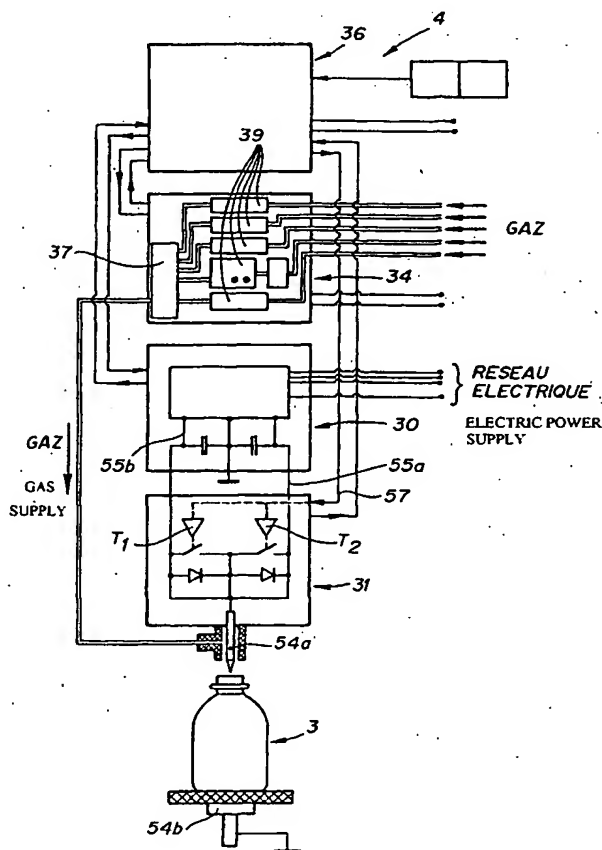 36
4
39
37
GAZ
34
RESEAU
ELECTRIQUE
ELECTRIC POWER
SUPPLY
GAZ
GAS
SUPPLY
55b
30
55a
57
T1
T2
31
54a
3
54b